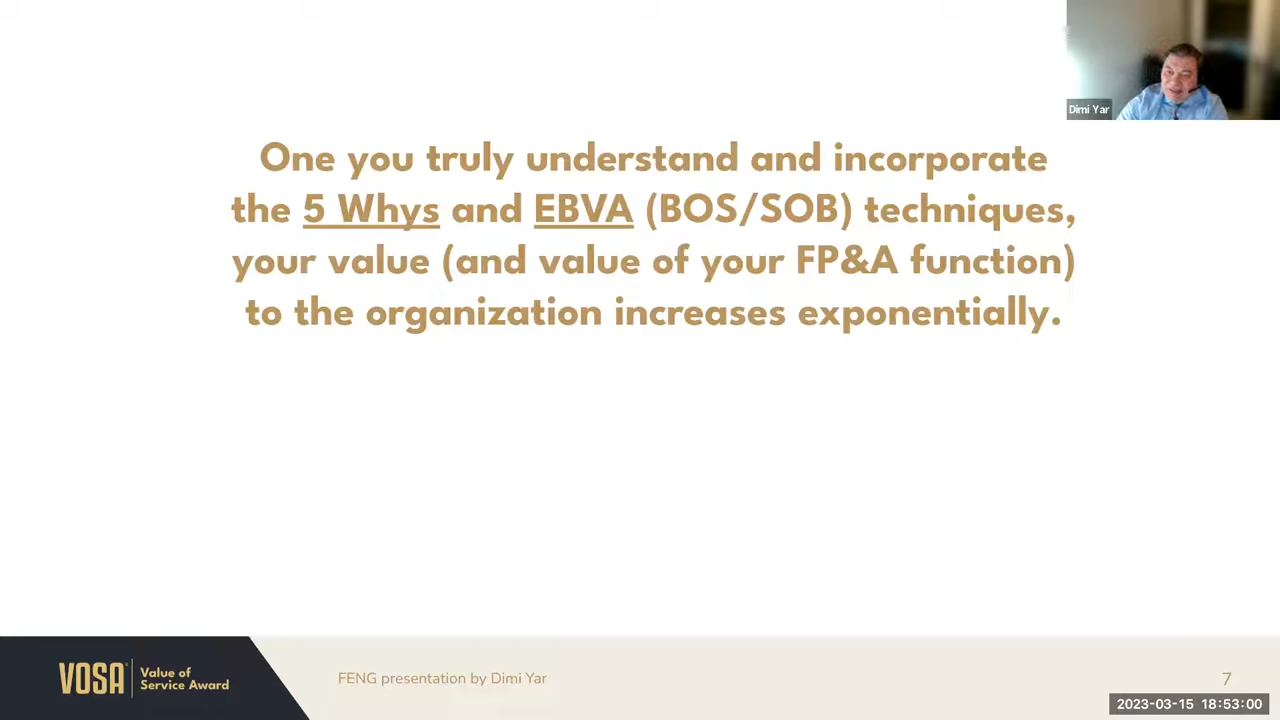 Dimi Yar
One you truly understand and incorporate
the 5 Whys and EBVA (BOS/SOB) techniques,
your value (and value of your FP&A function)
to the organization increases exponentially.
VOSA
Value of
Service Award
FENG presentation by Dimi Yar
7
2023-03-15 18:53:00